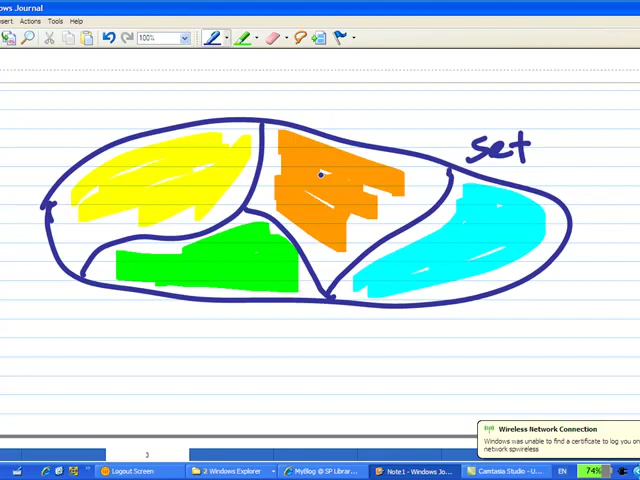 ows Journal
sert Actions Tools Help
100%
set
Wireless Network Connection
Windows was unable to find a certificate to log you on
network spwireless
3
Logout Screen
2 Windows Explorer
MyBlog @ SP Librar...
Note1 - Windows Jo...
Camtasia Studio - U...
EN
74%